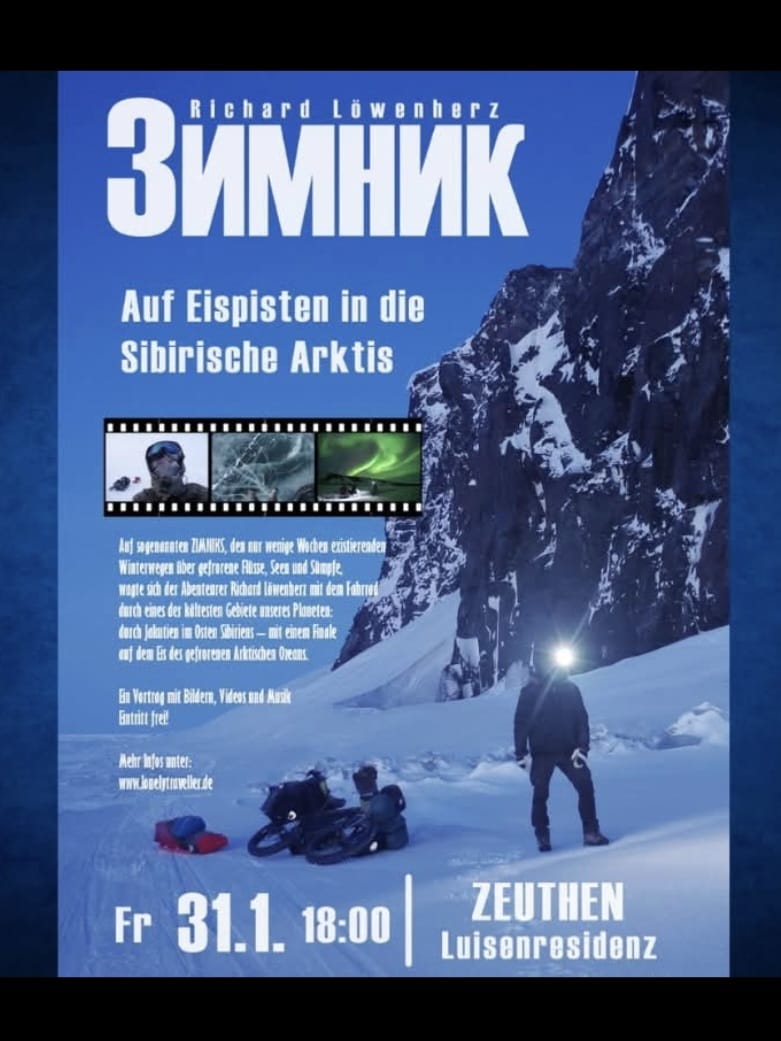 Richard Löwenherz
Зимник
Auf Eispisten in die
Sibirische Arktis
Auf sogenannten ZIMNIKS, den nur wenige Wochen existierenden
Winterwegen über gefrorene Flüsse, Seen und Sümpfe,
wagte sich der Abenteurer Richard Löwenherz mit dem Fahrrad
durch eines der kältesten Gebiete unseres Planeten:
durch Jakutien im Osten Sibiriens – mit einem Finale
auf dem Eis des gefrorenen Arktischen Ozeans.
Ein Vortrag mit Bildern, Videos und Musik
Eintritt frei!
Mehr Infos unter:
www.lonelytraveller.de
Fr 31.1. 18:00
ZEUTHEN
Luisenresidenz